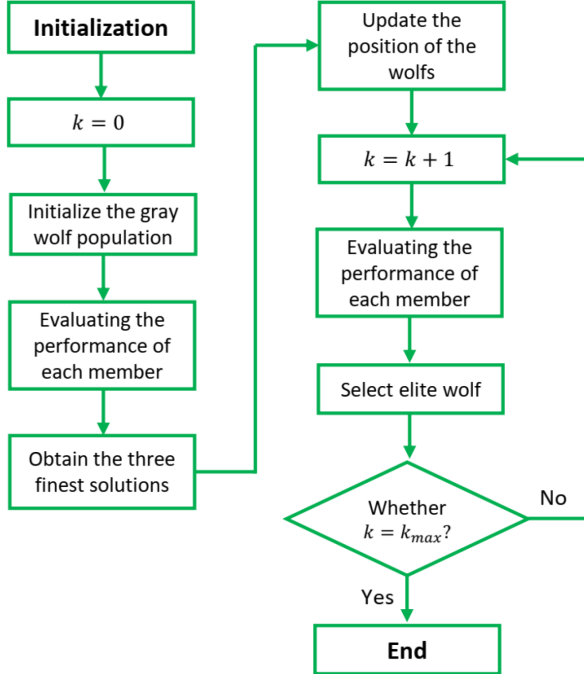 Initialization
k = 0
Initialize the gray
wolf population
Evaluating the
performance of
each member
Obtain the three
finest solutions
Update the
position of the
wolfs
k = k + 1
Evaluating the
performance of
each member
Select elite wolf
Whether
k = k_{max}?
No
Yes
End